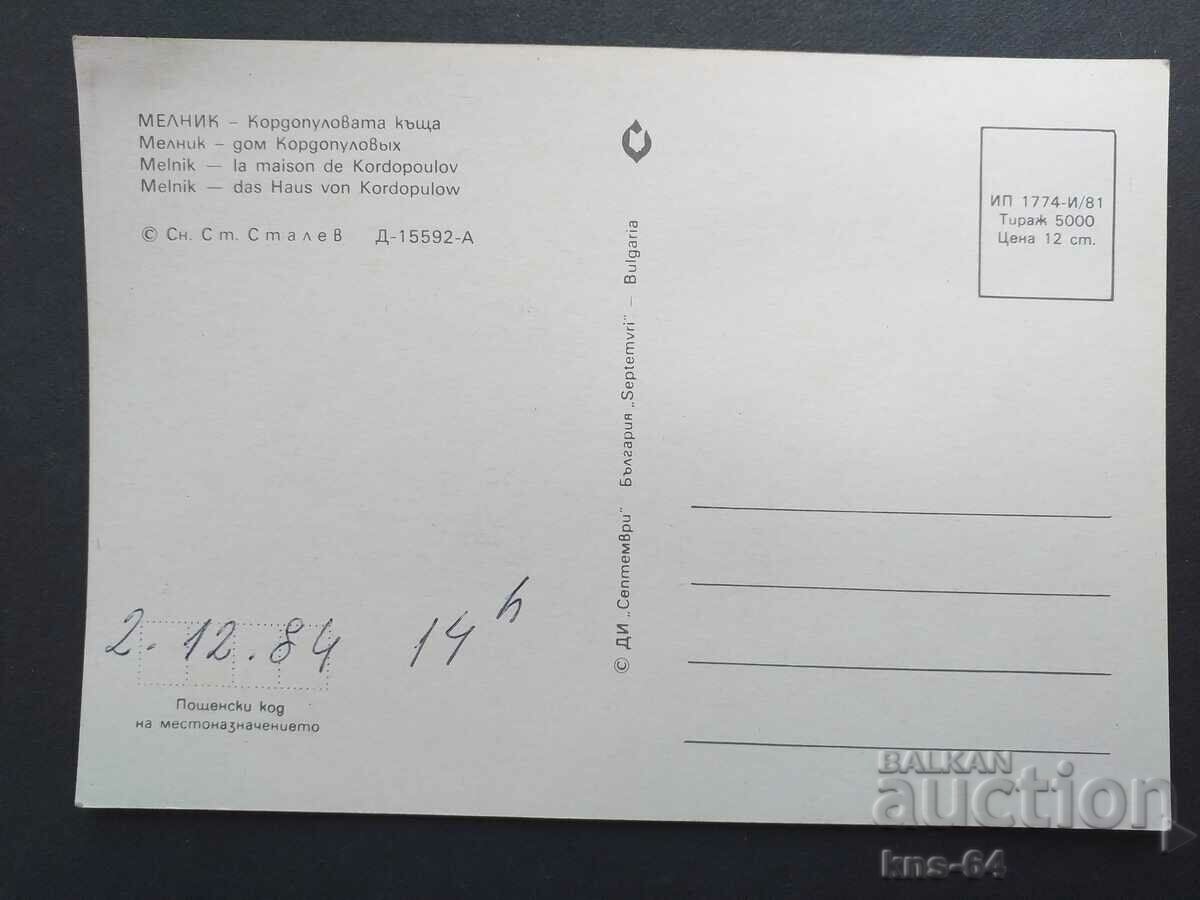 МЕЛНИК – Кордопуловата къща
Мелник – дом Кордопуловых
Melnik — la maison de Kordopoulov
Melnik — das Haus von Kordopulow
© Сн. Ст. Сталев Д-15592-А
ИП 1774-И/81
Тираж 5000
Цена 12 ст.
© ДИ „Септември" България „Septemvri" – Bulgaria
2.12.84 14h
Пощенски код
на местоназначението
BALKAN
auction
kns-64